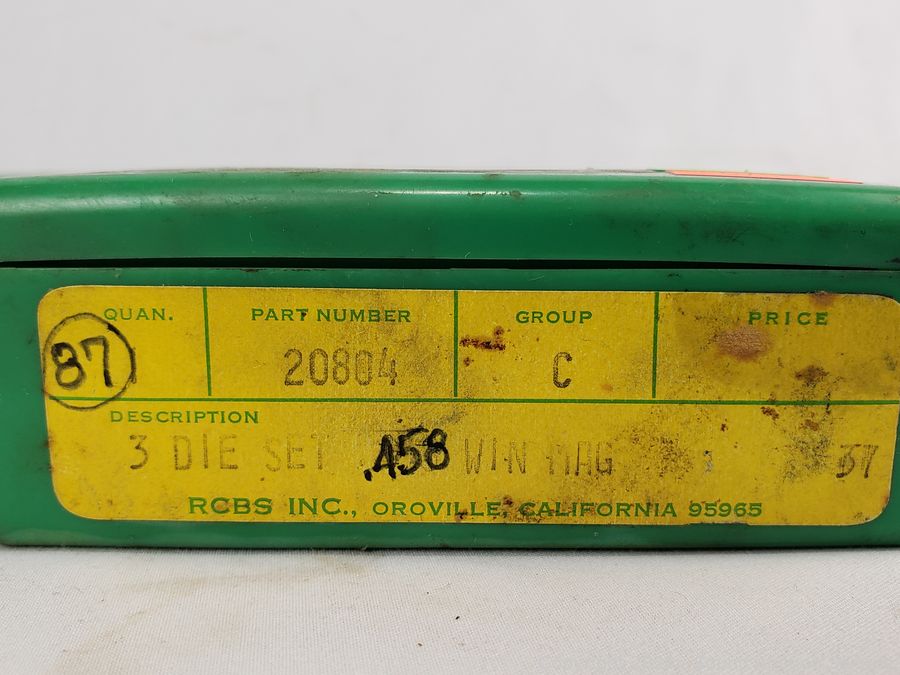 QUAN. PART NUMBER GROUP PRICE
87 20804 C
DESCRIPTION
3 DIE SET .458 WIN MAG
RCBS INC., OROVILLE, CALIFORNIA 95965